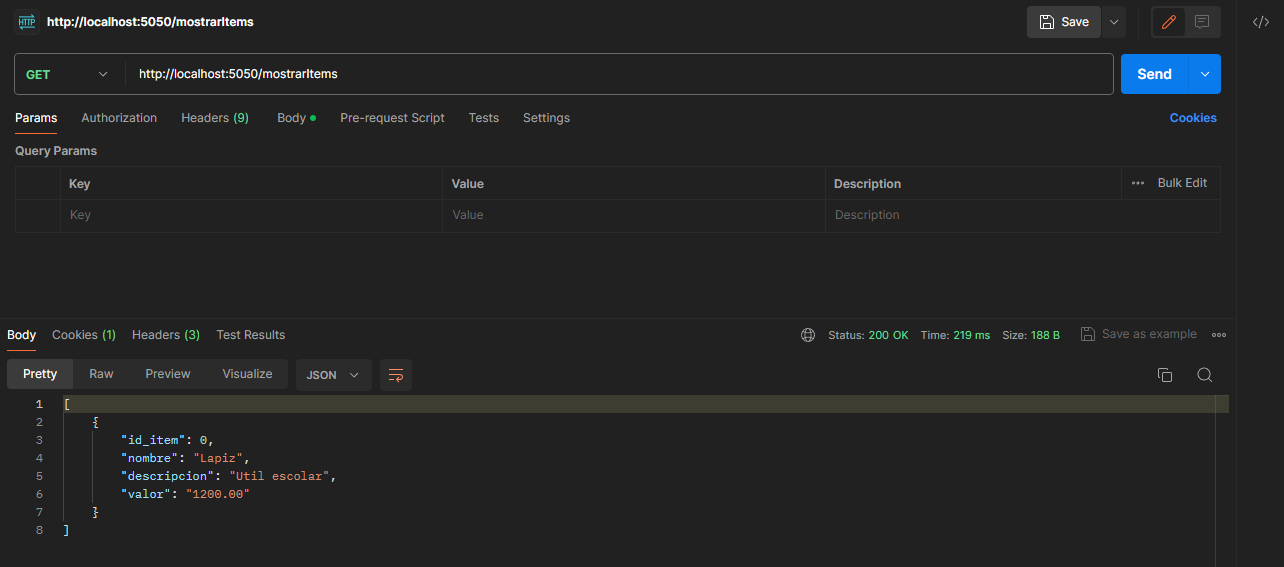 HTTP http://localhost:5050/mostrarItems Save
GET http://localhost:5050/mostrarItems Send
Params Authorization Headers (9) Body Pre-request Script Tests Settings Cookies
Query Params
Key Value Description ••• Bulk Edit
Key Value Description
Body Cookies (1) Headers (3) Test Results Status: 200 OK Time: 219 ms Size: 188 B Save as example
Pretty Raw Preview Visualize JSON
1 [
2 {
3 "id_item": 0,
4 "nombre": "Lapiz",
5 "descripcion": "Util escolar",
6 "valor": "1200.00"
7 }
8 ]